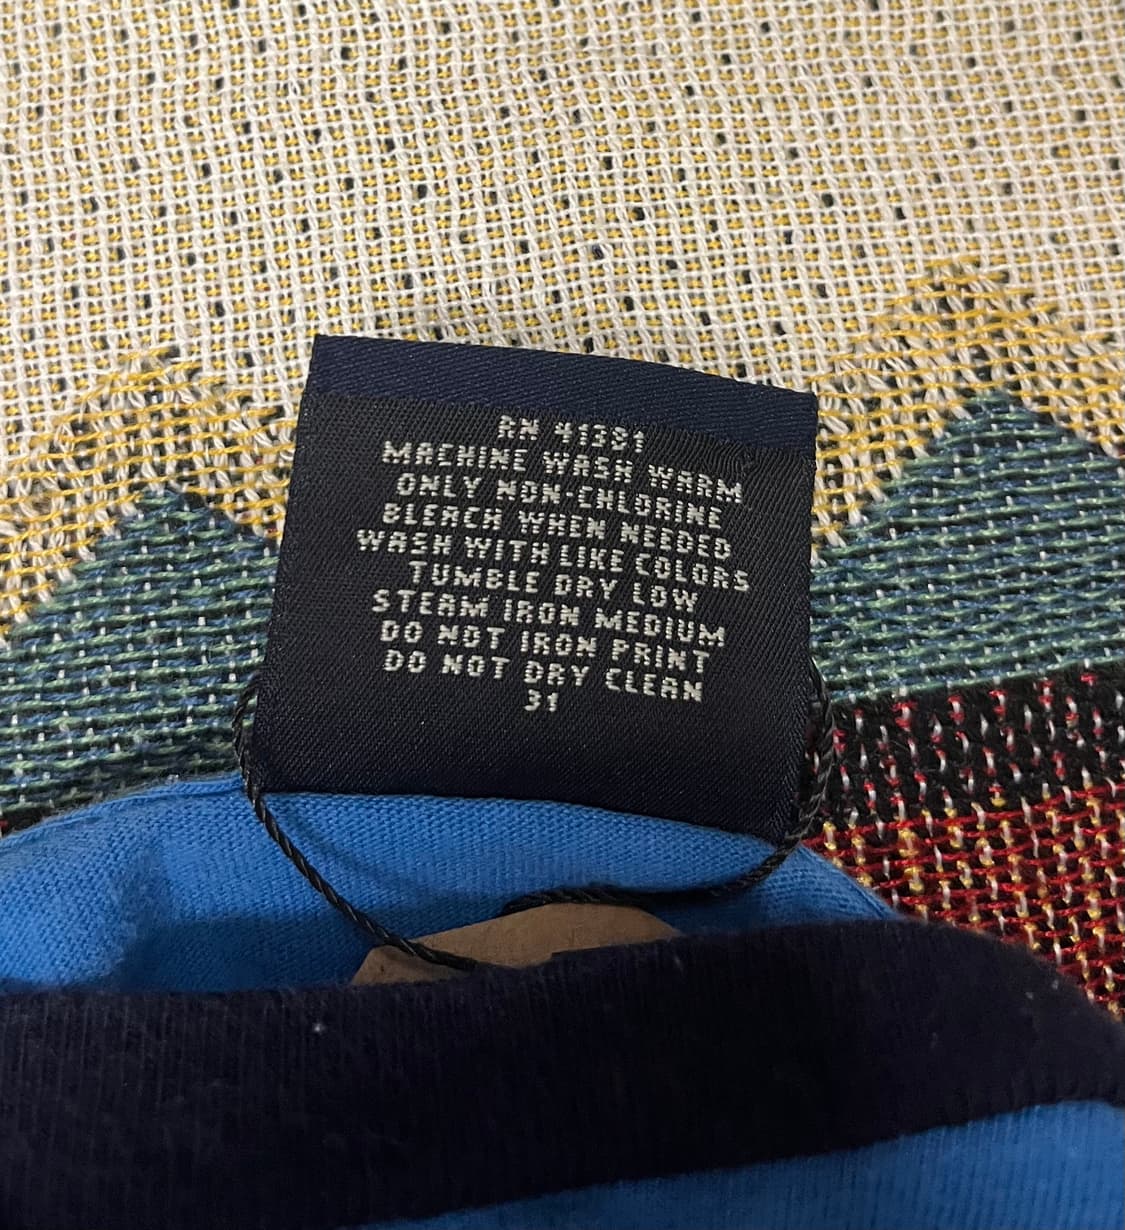 RN 41381
MACHINE WASH WARM
ONLY NON-CHLORINE
BLEACH WHEN NEEDED
WASH WITH LIKE COLORS
TUMBLE DRY LOW
STEAM IRON MEDIUM
DO NOT IRON PRINT
DO NOT DRY CLEAN
31